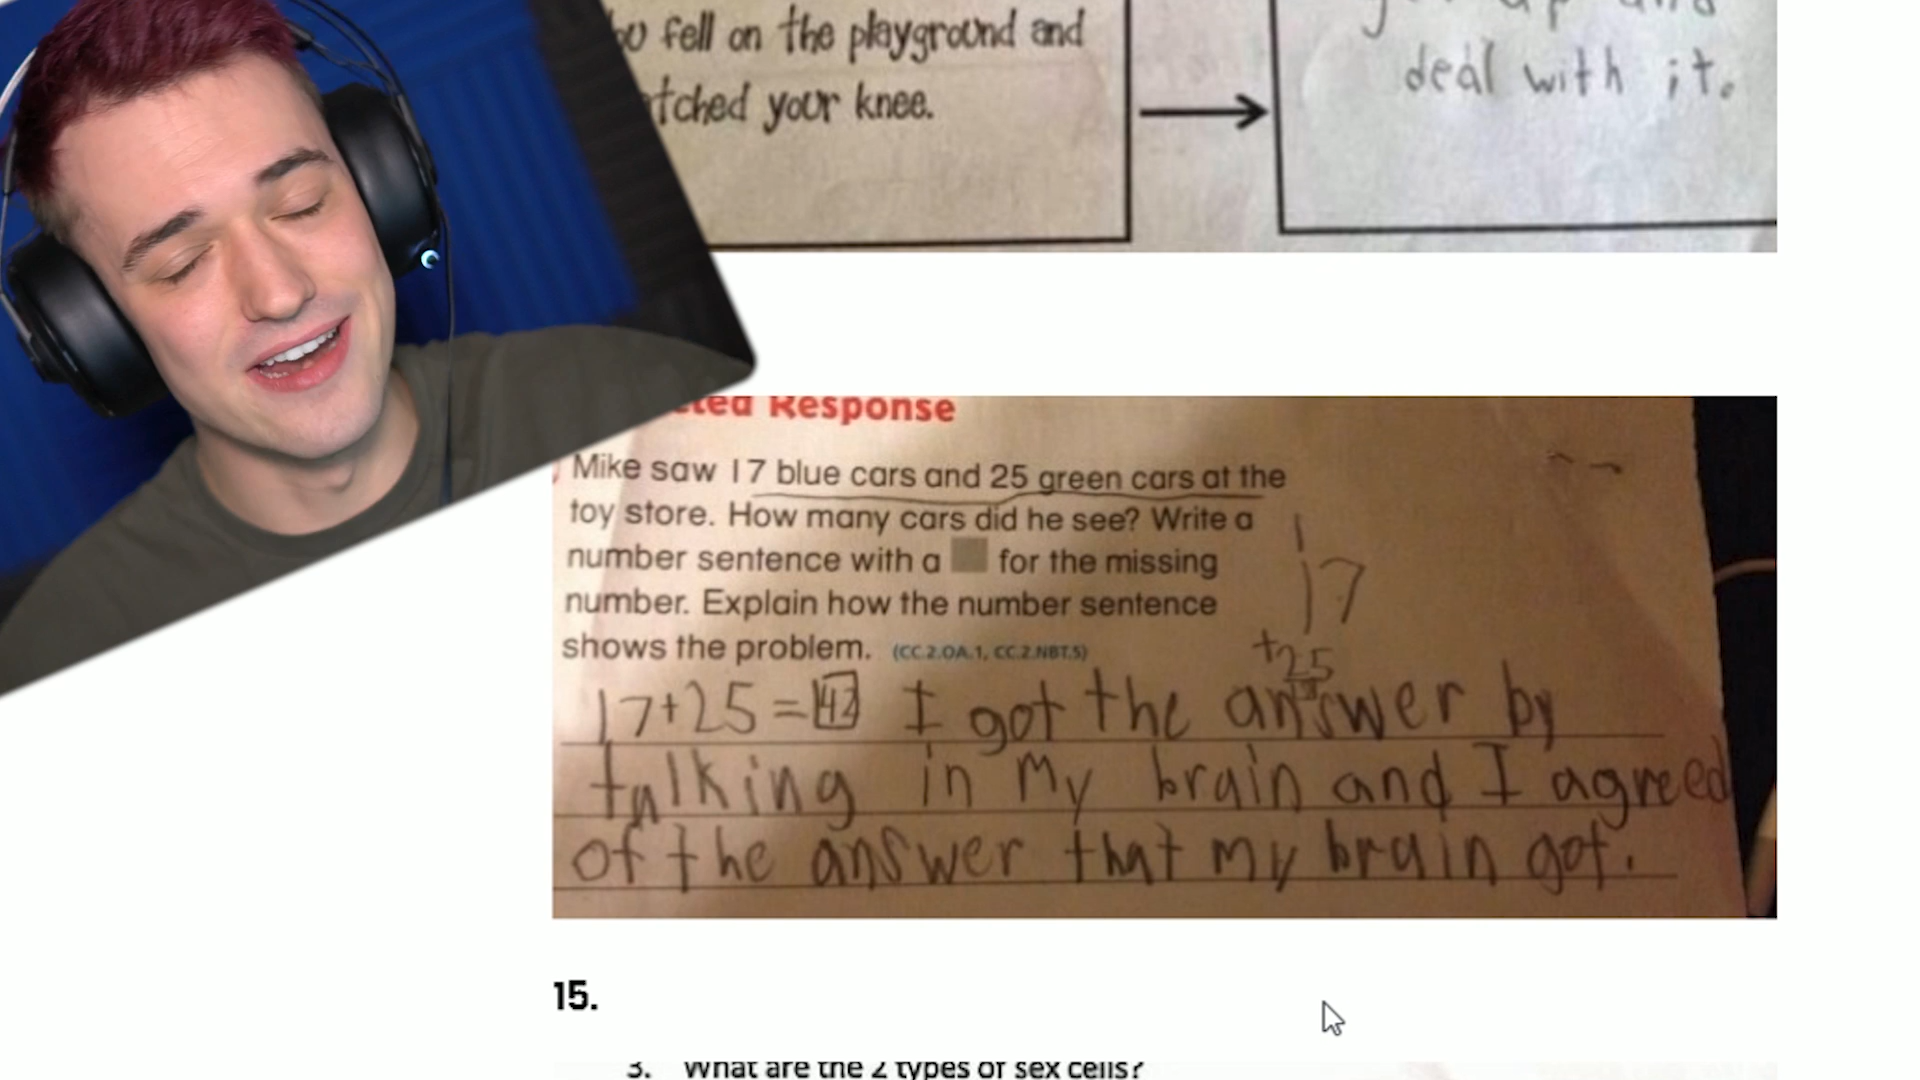 fell on the playground and
your knee.
deal with it.
Response
Mike saw 17 blue cars and 25 green cars at the
toy store. How many cars did he see? Write a
number sentence with a for the missing
number. Explain how the number sentence
shows the problem. (CC.2.OA.1, CC.2.NBT.5)
1
17
+25
17+25=42 I got the answer by
talking in my brain and I agreed
of the answer that my brain got.
15.
3. What are the 2 types of sex cells?